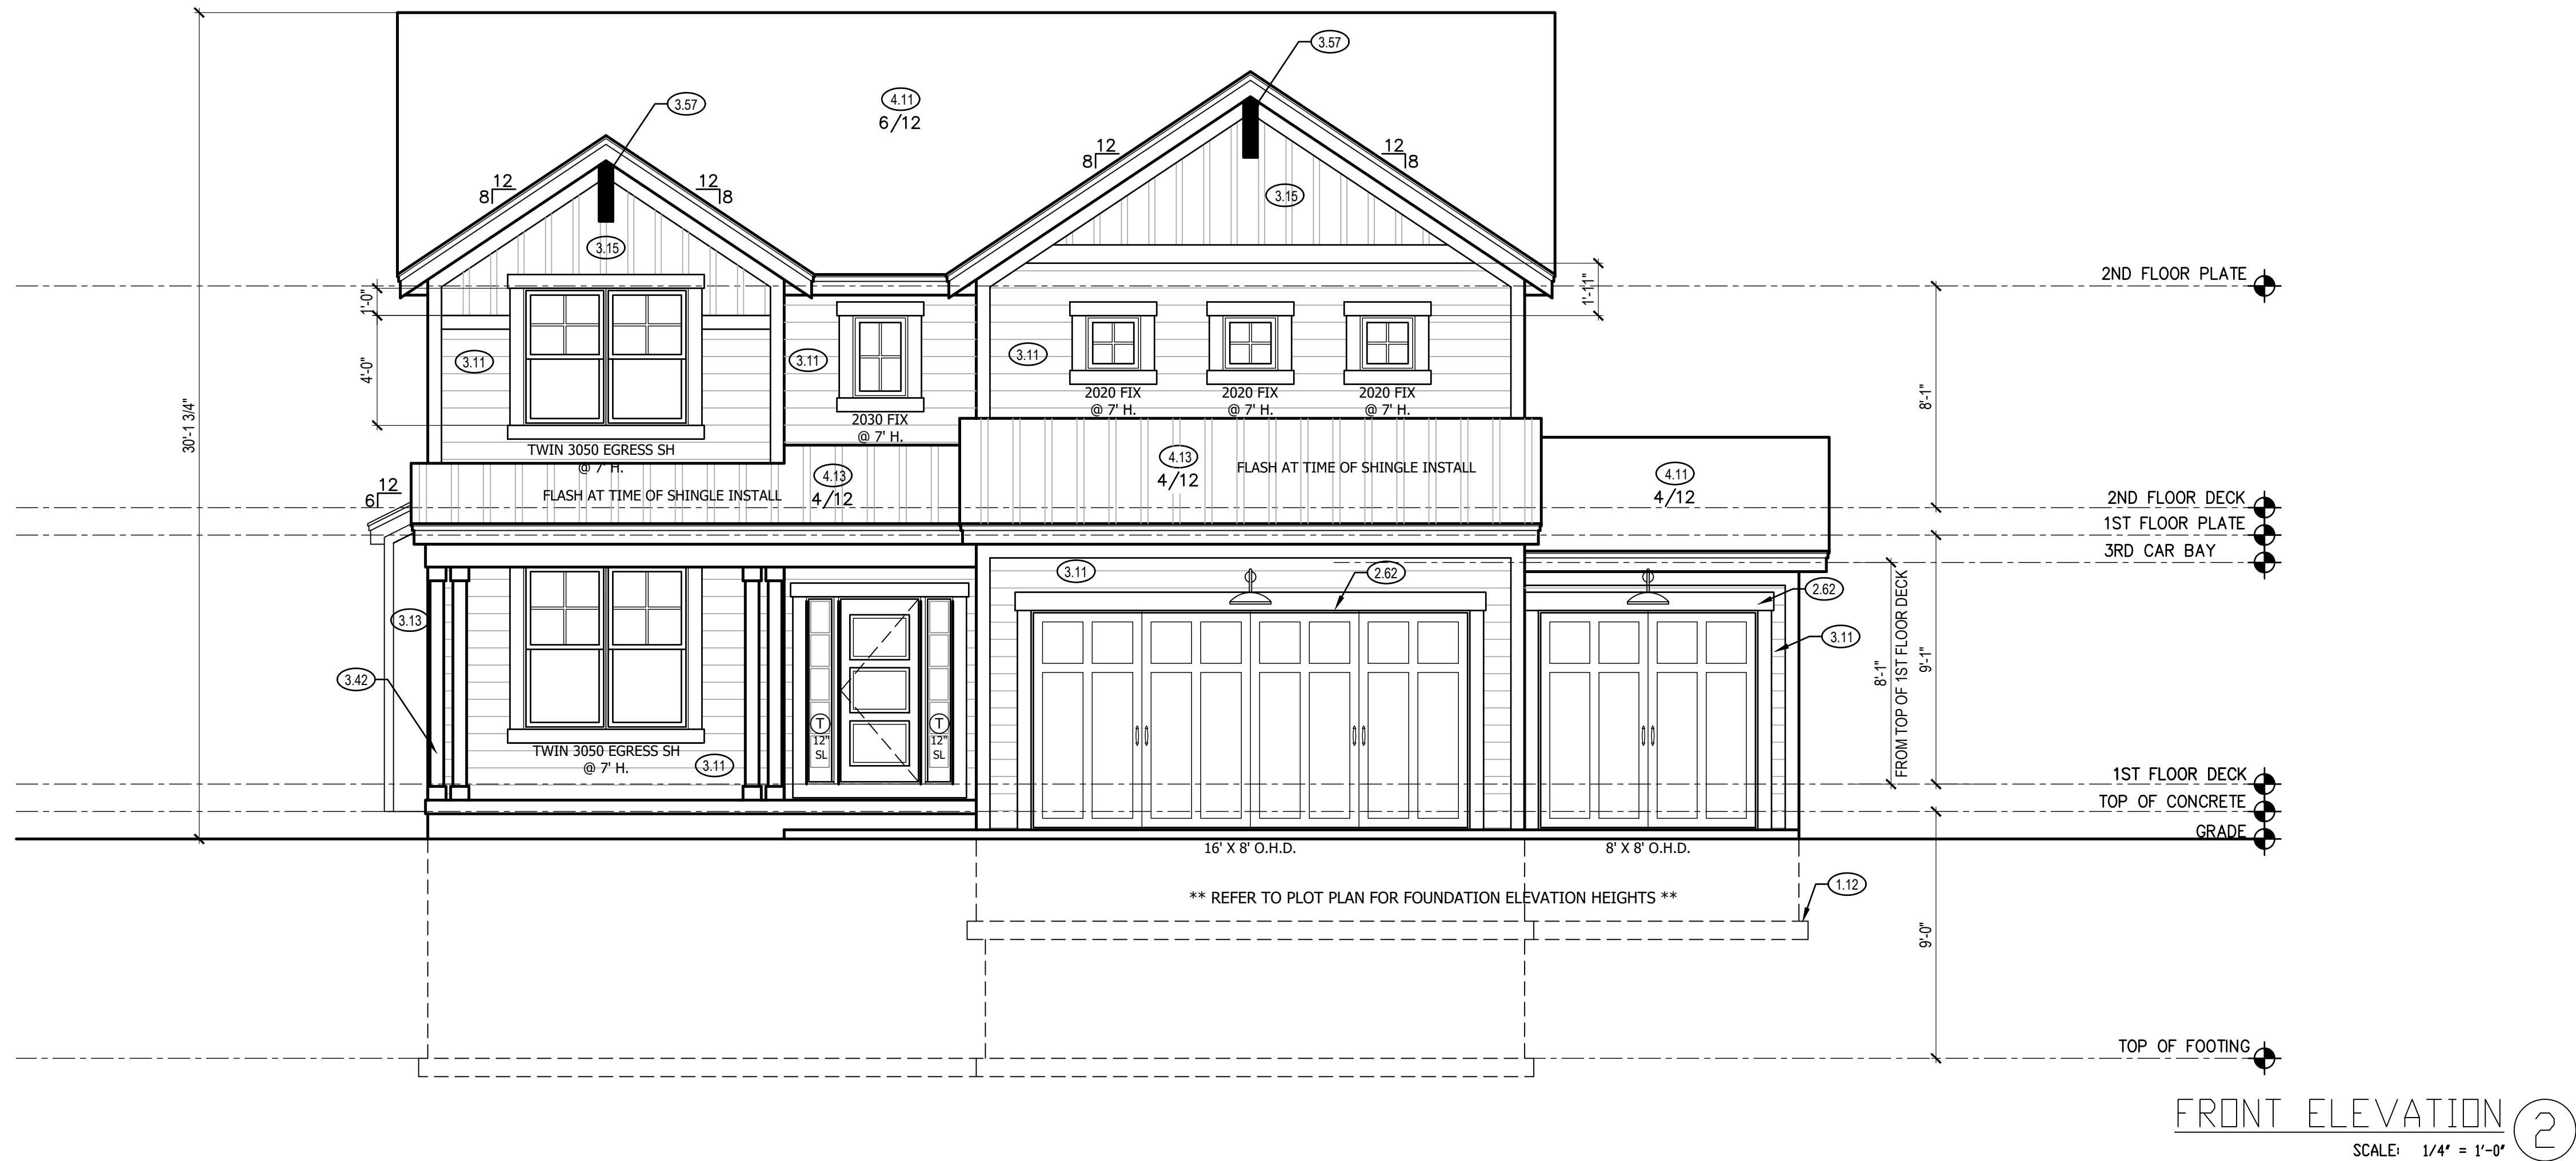 3.57
3.57
4.11
6/12
12
8
12
8
12
8
12
8
3.15
3.15
2ND FLOOR PLATE
1'-0"
1'-11"
3.11
3.11
3.11
4'-0"
8'-1"
30'-1 3/4"
2020 FIX
@ 7' H.
2020 FIX
@ 7' H.
2020 FIX
@ 7' H.
2030 FIX
@ 7' H.
TWIN 3050 EGRESS SH
@ 7' H.
4.13
4/12
4.13
4/12
FLASH AT TIME OF SHINGLE INSTALL
4.11
4/12
FLASH AT TIME OF SHINGLE INSTALL
12
6
2ND FLOOR DECK
1ST FLOOR PLATE
3RD CAR BAY
3.11
2.62
2.62
3.13
3.11
3.42
8'-1"
FROM TOP OF 1ST FLOOR DECK
9'-1"
T
12"
SL
T
12"
SL
TWIN 3050 EGRESS SH
@ 7' H.
3.11
1ST FLOOR DECK
TOP OF CONCRETE
GRADE
16' X 8' O.H.D.
8' X 8' O.H.D.
1.12
** REFER TO PLOT PLAN FOR FOUNDATION ELEVATION HEIGHTS **
9'-0"
TOP OF FOOTING
FRONT ELEVATION
2
SCALE: 1/4" = 1'-0"